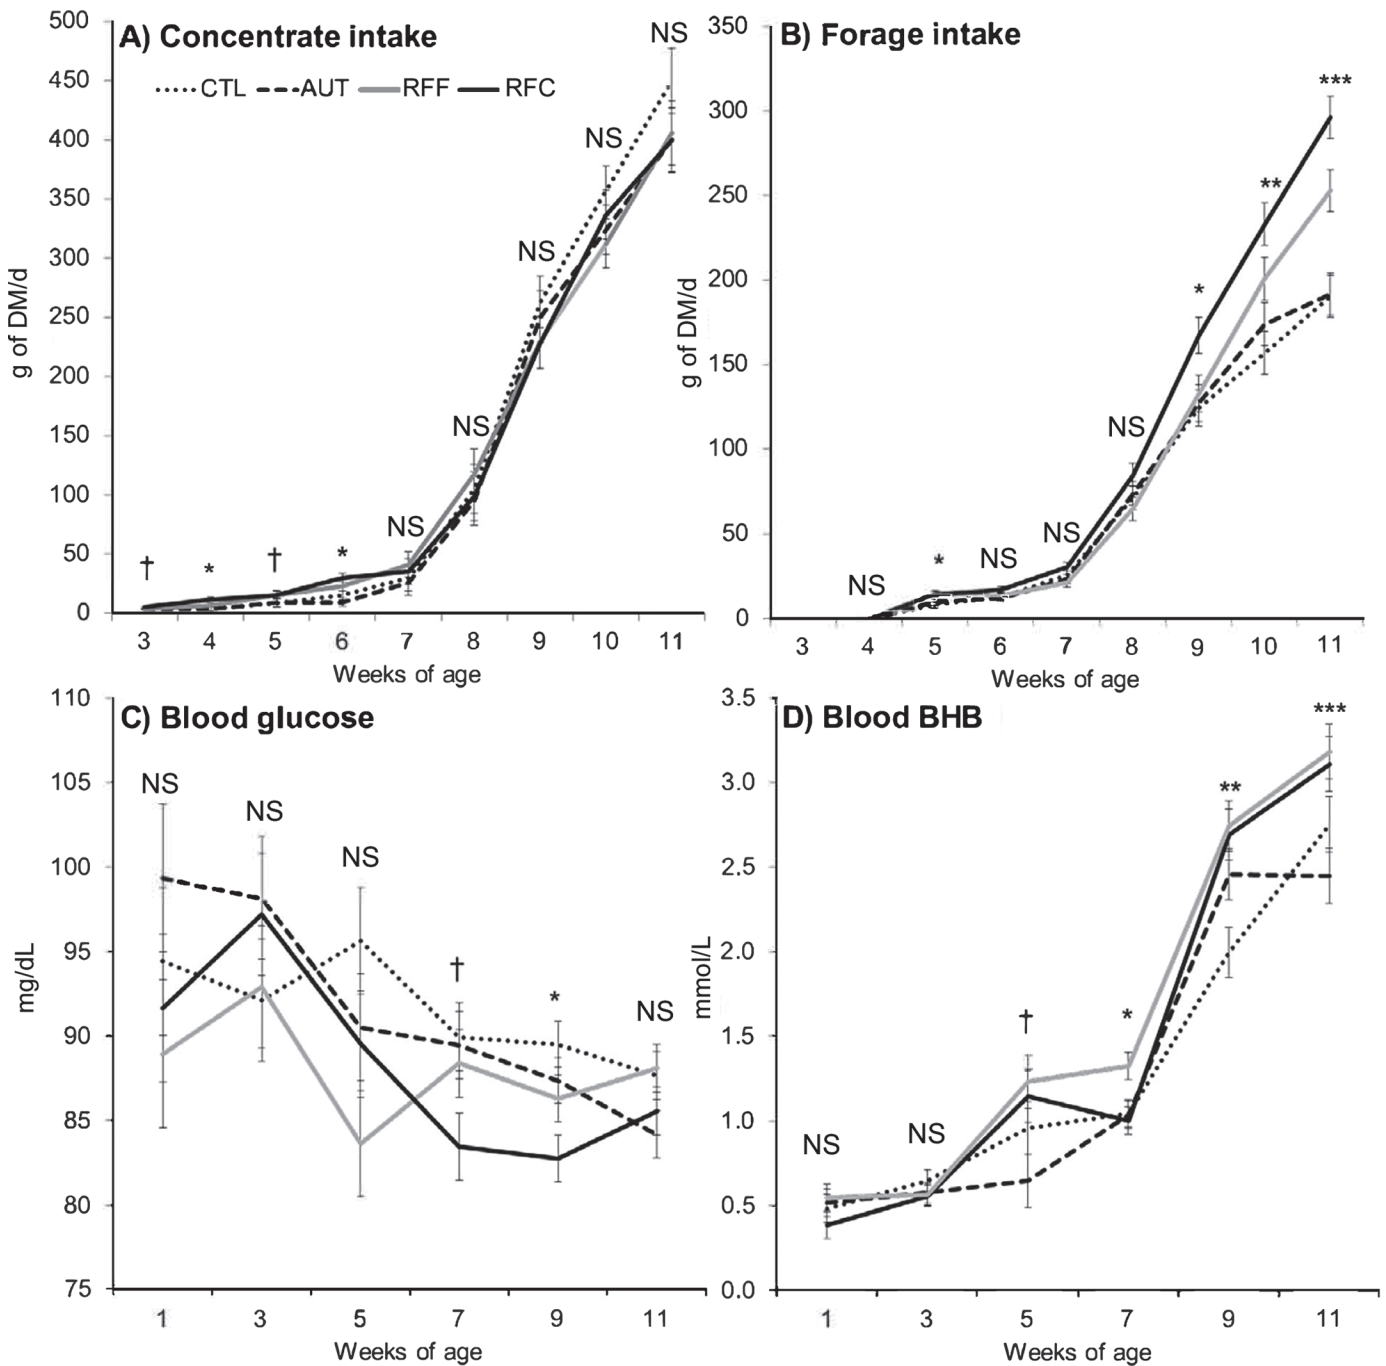 A) Concentrate intake
CTL AUT RFF RFC
g of DM/d
500
450
400
350
300
250
200
150
100
50
0
† * † * NS NS NS NS NS
3 4 5 6 7 8 9 10 11
Weeks of age
B) Forage intake
g of DM/d
350
300
250
200
150
100
50
0
NS * NS NS NS * ** ***
3 4 5 6 7 8 9 10 11
Weeks of age
C) Blood glucose
mg/dL
110
105
100
95
90
85
80
75
NS NS NS † * NS
1 3 5 7 9 11
Weeks of age
D) Blood BHB
mmol/L
3.5
3.0
2.5
2.0
1.5
1.0
0.5
0.0
NS NS † * ** ***
1 3 5 7 9 11
Weeks of age